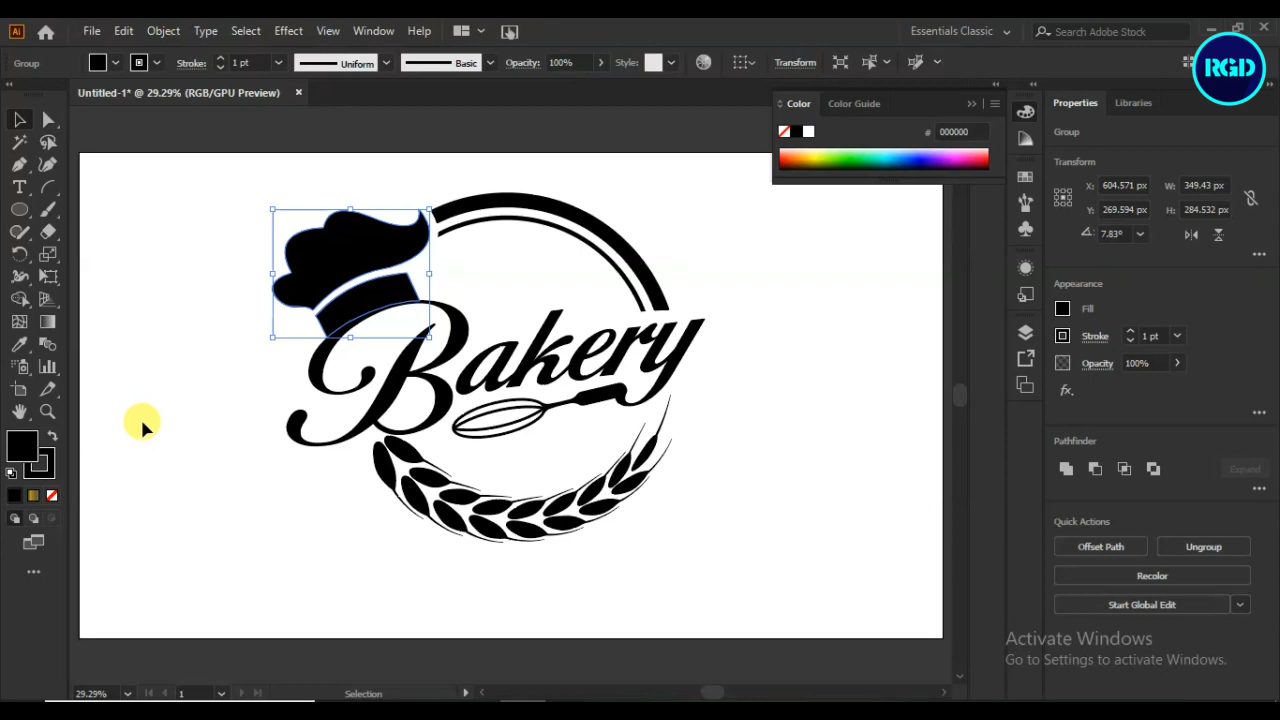 Ai
File Edit Object Type Select Effect View Window Help
Essentials Classic
Search Adobe Stock
RGD
Group
Stroke: 1 pt
Uniform
Basic
Opacity: 100%
Style:
Transform
Untitled-1* @ 29.29% (RGB/GPU Preview) ×
Color Color Guide
# 000000
Properties Libraries
Group
Transform
X: 604.571 px W: 349.43 px
Y: 269.594 px H: 284.532 px
7.83°
Appearance
Fill
Stroke 1 pt
Opacity 100%
fx.
Pathfinder
Expand
Quick Actions
Offset Path Ungroup
Recolor
Start Global Edit
Bakery
Activate Windows
Go to Settings to activate Windows.
29.29% 1 Selection